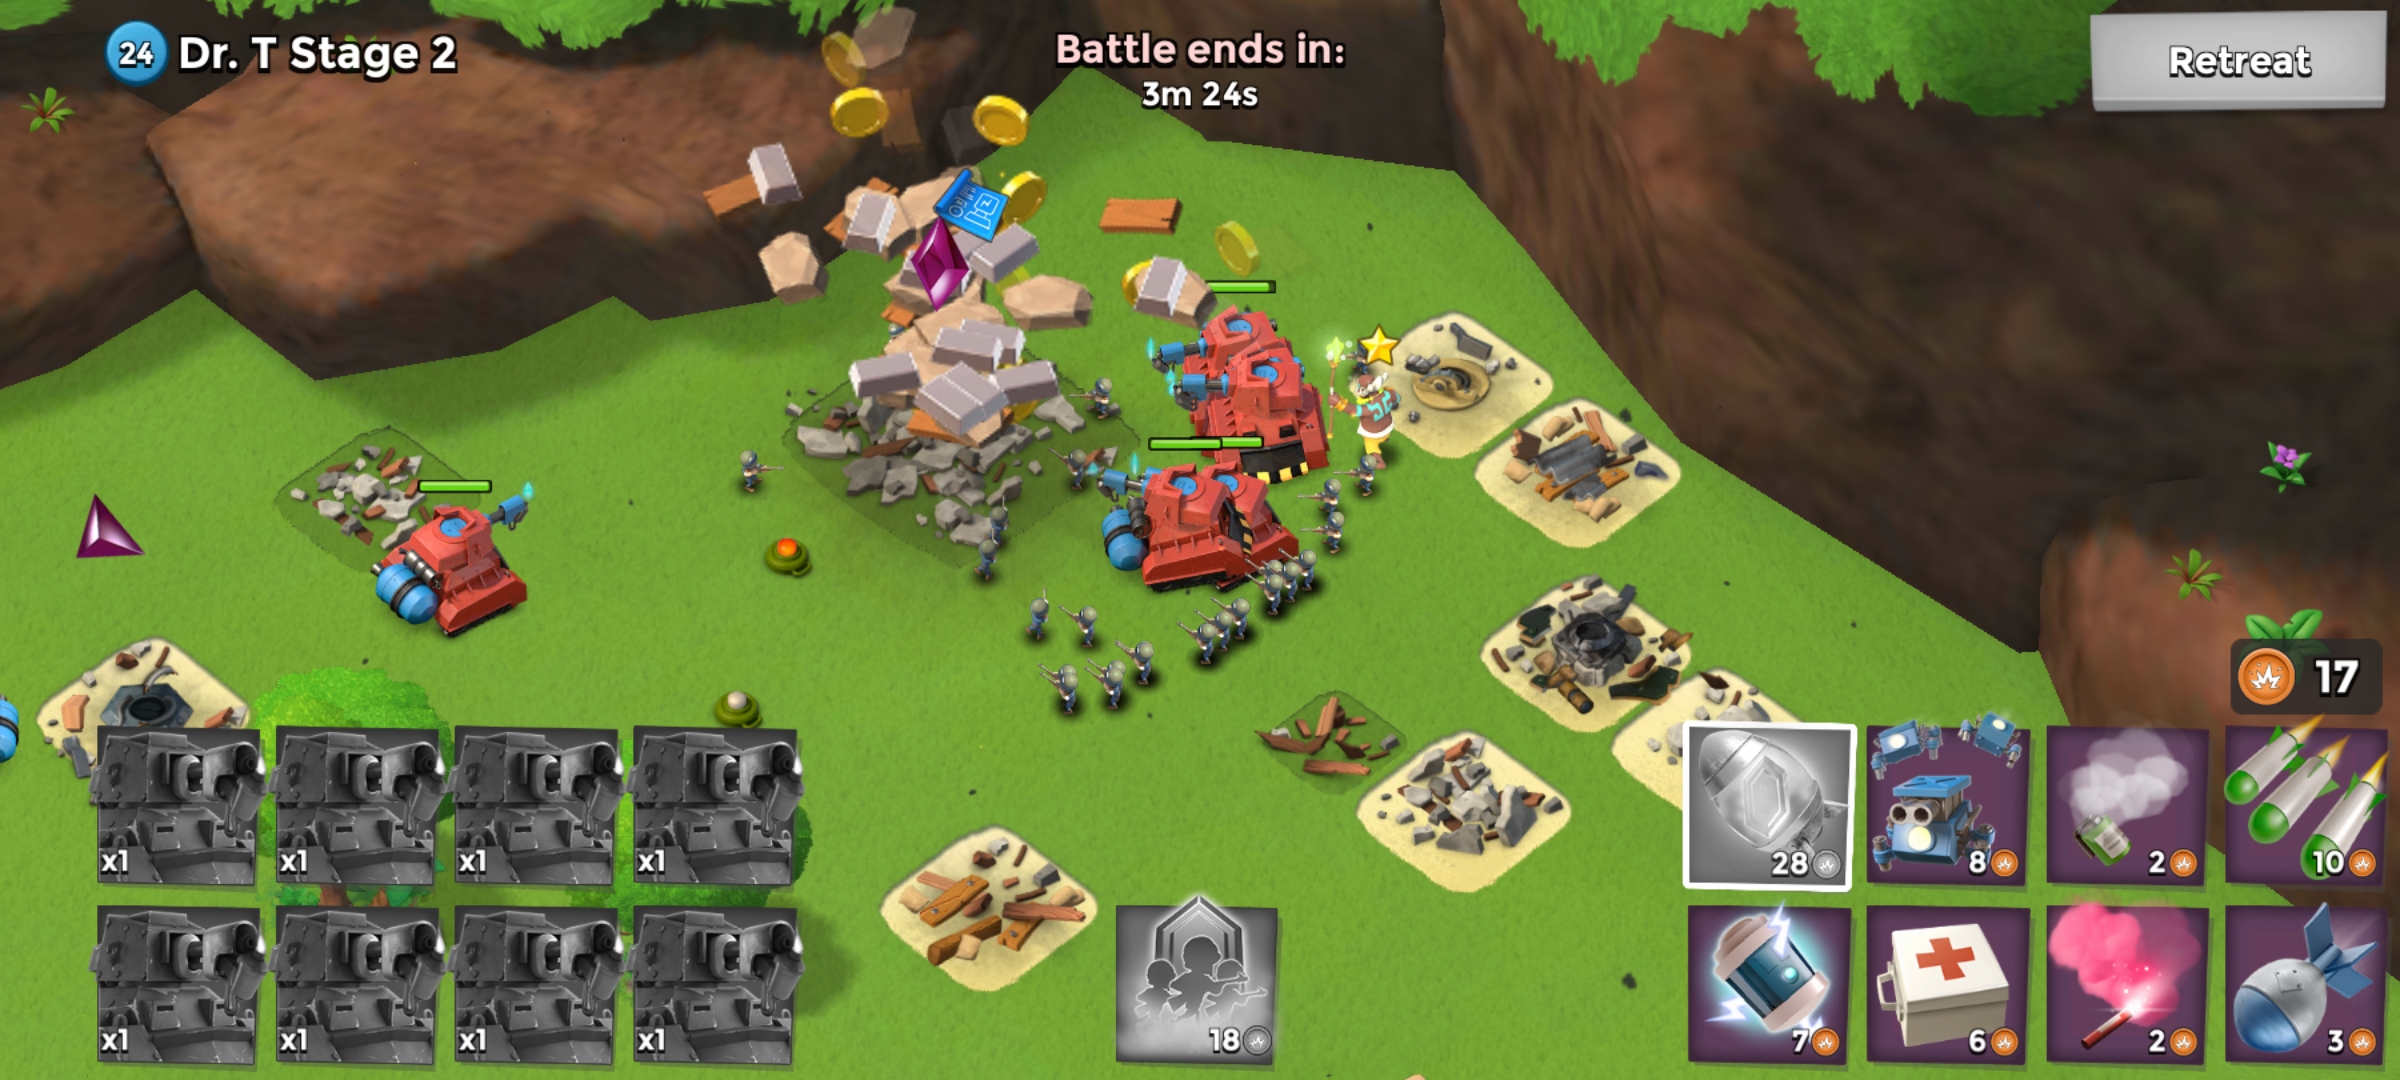 24 Dr. T Stage 2
Battle ends in:
3m 24s
Retreat
17
x1 x1 x1 x1
28 8 2 10
x1 x1 x1 x1
18
7 6 2 3